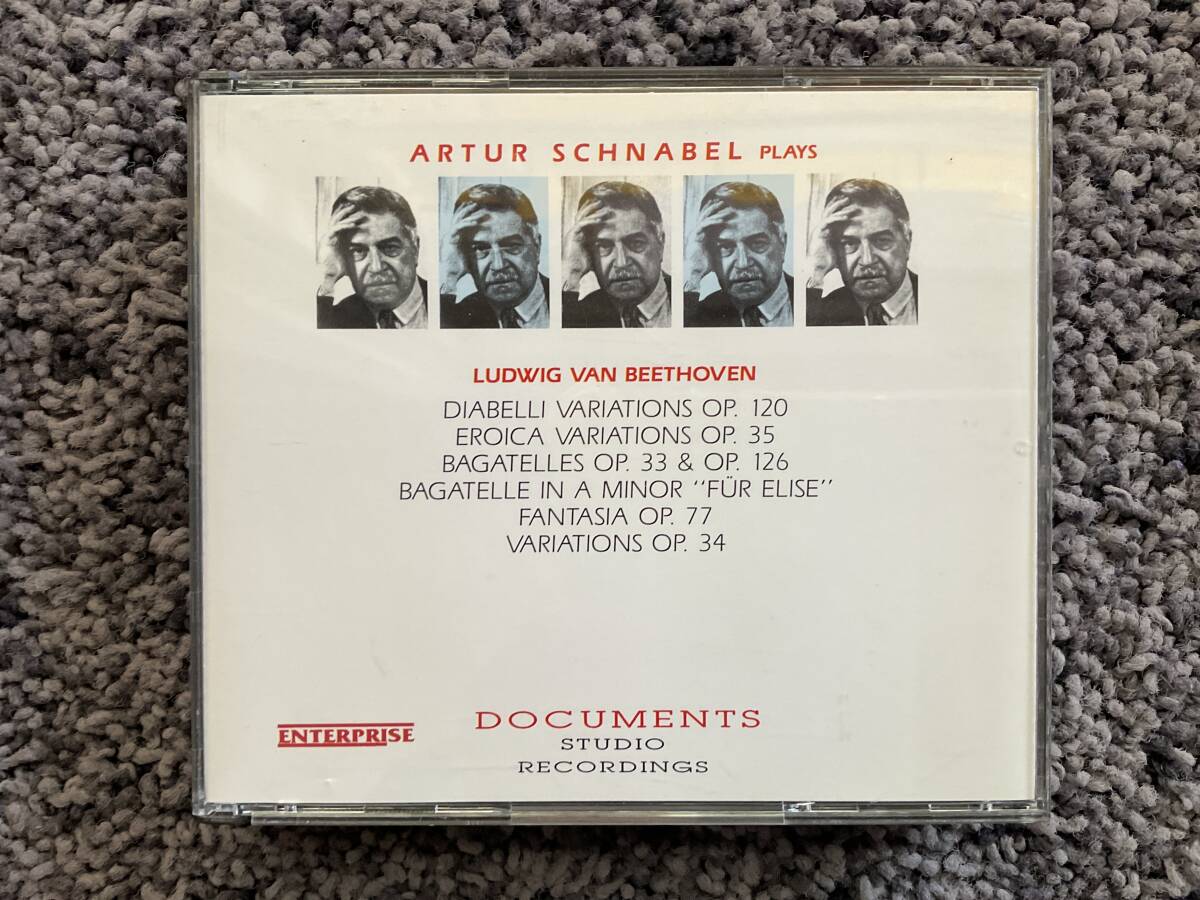 ARTUR SCHNABEL PLAYS
LUDWIG VAN BEETHOVEN
DIABELLI VARIATIONS OP. 120
EROICA VARIATIONS OP. 35
BAGATELLES OP. 33 & OP. 126
BAGATELLE IN A MINOR "FÜR ELISE"
FANTASIA OP. 77
VARIATIONS OP. 34
ENTERPRISE
DOCUMENTS
STUDIO
RECORDINGS